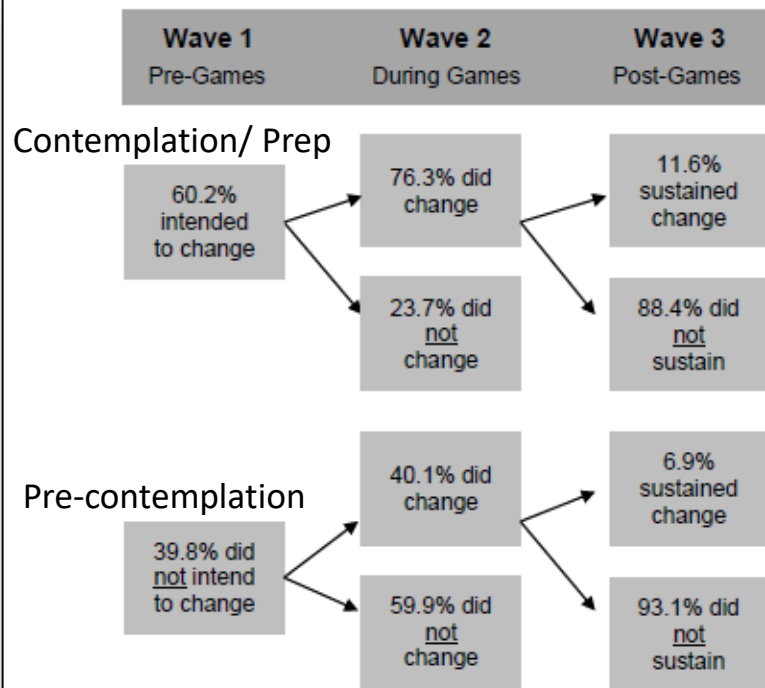 Wave 1
Pre-Games
Wave 2
During Games
Wave 3
Post-Games
Contemplation/ Prep
60.2%
intended
to change
76.3% did
change
11.6%
sustained
change
23.7% did
not
change
88.4% did
not
sustain
Pre-contemplation
39.8% did
not intend
to change
40.1% did
change
6.9%
sustained
change
59.9% did
not
change
93.1% did
not
sustain